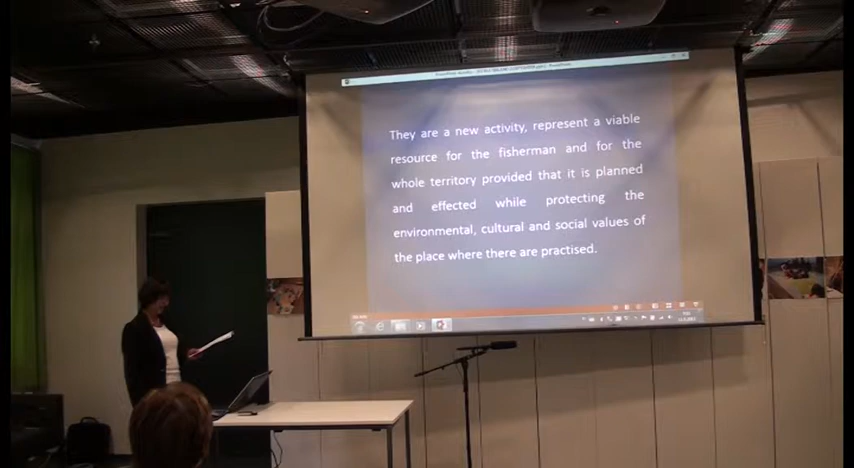 They are a new activity, represent a viable
resource for the fisherman and for the
whole territory provided that it is planned
and effected while protecting the
environmental, cultural and social values of
the place where there are practised.